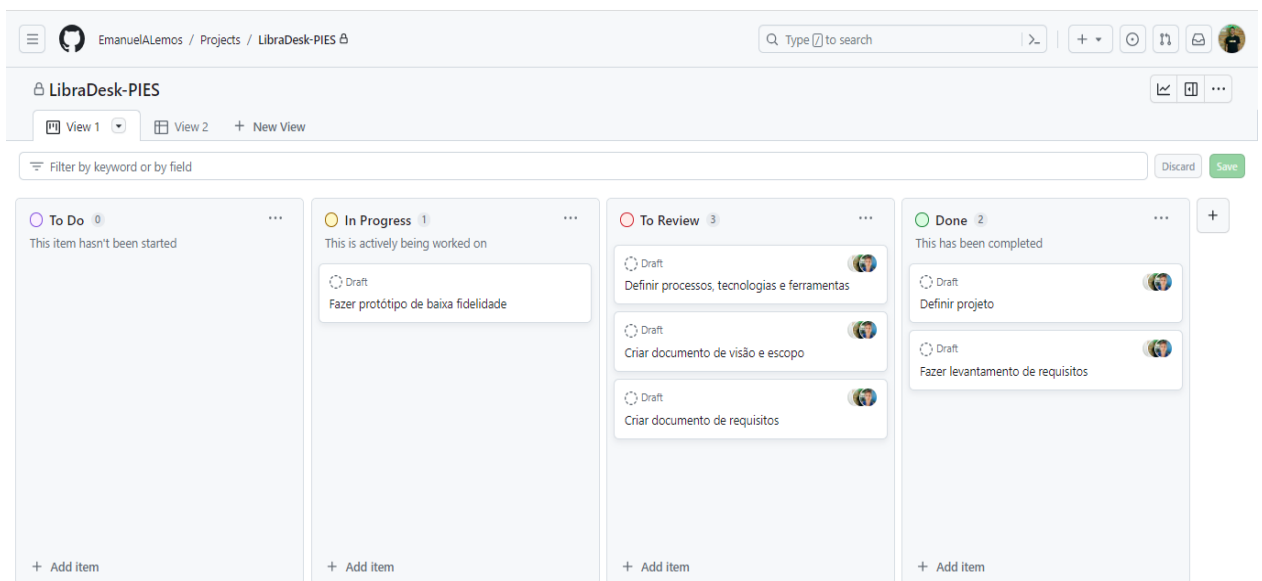 EmanuelALemos / Projects / LibraDesk-PIES
Type / to search
LibraDesk-PIES
View 1
View 2
+ New View
Filter by keyword or by field
Discard
Save
To Do 0
This item hasn't been started
+ Add item
In Progress 1
This is actively being worked on
Draft
Fazer protótipo de baixa fidelidade
+ Add item
To Review 3
Draft
Definir processos, tecnologias e ferramentas
Draft
Criar documento de visão e escopo
Draft
Criar documento de requisitos
+ Add item
Done 2
This has been completed
Draft
Definir projeto
Draft
Fazer levantamento de requisitos
+ Add item